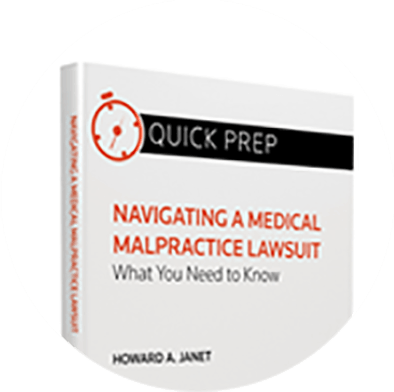 QUICK PREP
NAVIGATING A MEDICAL
MALPRACTICE LAWSUIT
What You Need to Know
HOWARD A. JANET
NAVIGATING A MEDICAL MALPRACTICE LAWSUIT